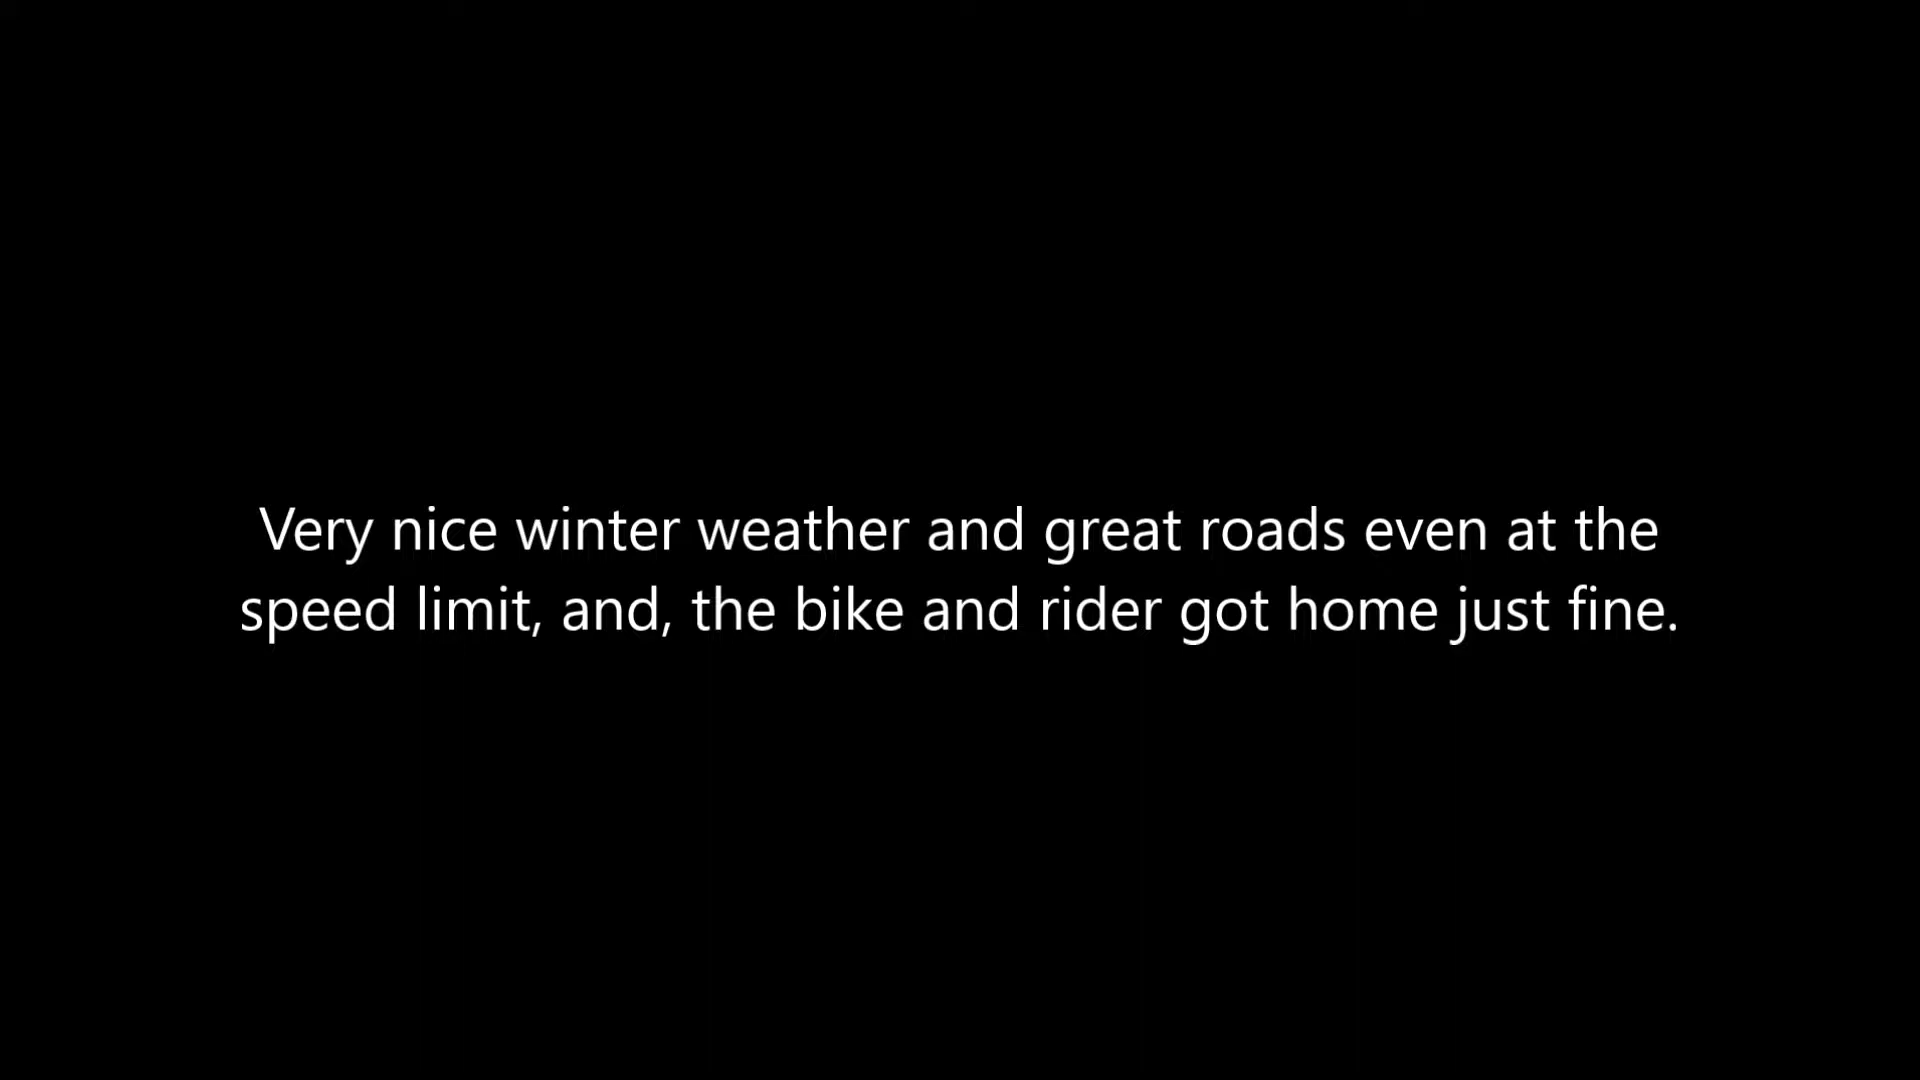 Very nice winter weather and great roads even at the
speed limit, and, the bike and rider got home just fine.